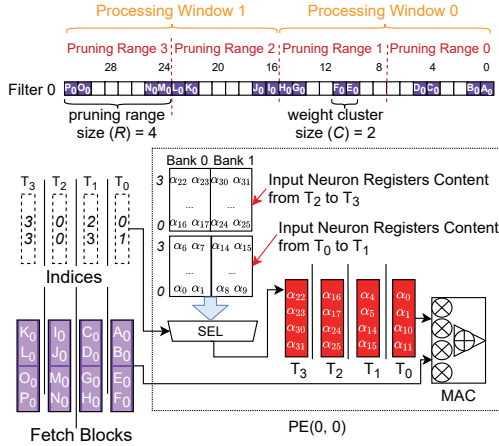 Processing Window 1 Processing Window 0
Pruning Range 3 Pruning Range 2 Pruning Range 1 Pruning Range 0
28 24 20 16 12 8 4 0
Filter 0 P0 O0 N0 M0 L0 K0 J0 I0 H0 G0 F0 E0 D0 C0 B0 A0
pruning range size (R) = 4
weight cluster size (C) = 2
T3 T2 T1 T0
3 0 2 0
3 0 3 1
Indices
K0 I0 C0 A0
L0 J0 D0 B0
O0 M0 G0 E0
P0 N0 H0 F0
Fetch Blocks
Bank 0 Bank 1
3 α22 α23 α30 α31
... ...
0 α16 α17 α24 α25
3 α6 α7 α14 α15
... ...
0 α0 α1 α8 α9
Input Neuron Registers Content
from T2 to T3
Input Neuron Registers Content
from T0 to T1
SEL
α22 α16 α4 α0
α23 α17 α5 α1
α30 α24 α14 α10
α31 α25 α15 α11
T3 T2 T1 T0
MAC
PE(0, 0)